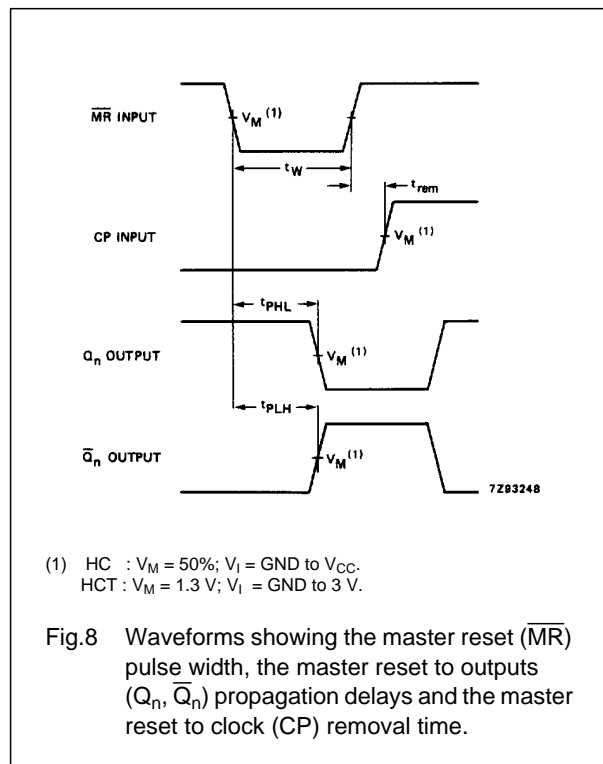 M̅R̅ INPUT
V_M (1)
t_W
t_rem
CP INPUT
V_M (1)
t_PHL
Q_n OUTPUT
V_M (1)
t_PLH
Q̅_n OUTPUT
V_M (1)
7Z93248
(1) HC : V_M = 50%; V_I = GND to V_CC.
HCT : V_M = 1.3 V; V_I = GND to 3 V.
Fig.8 Waveforms showing the master reset (M̅R̅)
pulse width, the master reset to outputs
(Q_n, Q̅_n) propagation delays and the master
reset to clock (CP) removal time.